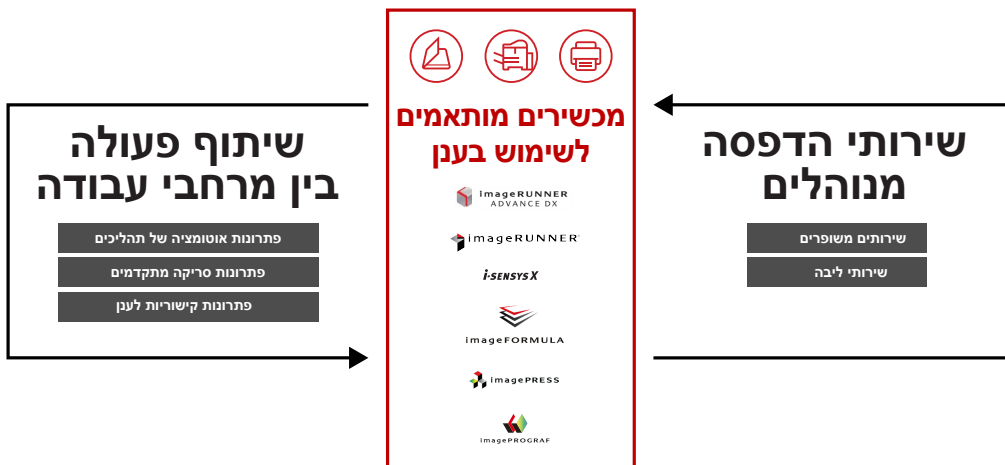 שירותי הדפסה
מנוהלים
שירותים משופרים
שירותי ליבה
מכשירים מותאמים
לשימוש בענן
imageRUNNER
ADVANCE DX
imageRUNNER
i-SENSYS X
imageFORMULA
imagePRESS
imagePROGRAF
שיתוף פעולה
בין מרחבי עבודה
פתרונות אוטומציה של תהליכים
פתרונות סריקה מתקדמים
פתרונות קישוריות לענן